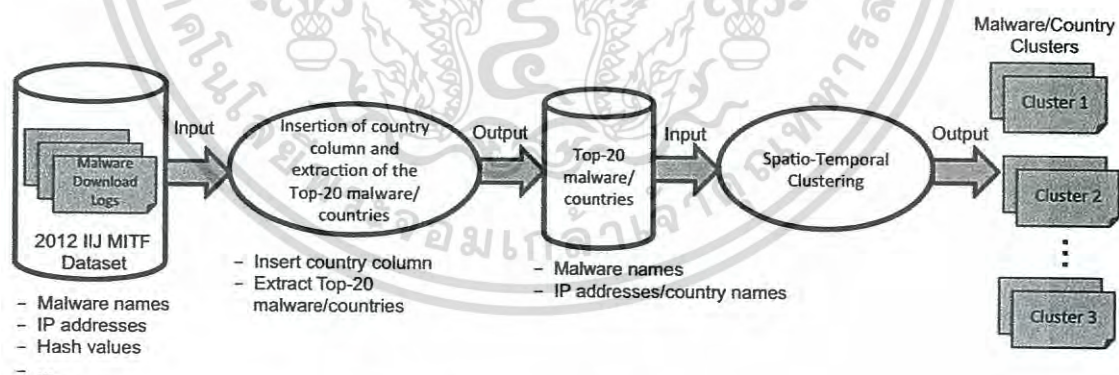 Malware/Country
Clusters
Cluster 1
Cluster 2
Cluster 3
Input
Output
Input
Output
Malware
Download
Logs
2012 IIJ MITF
Dataset
- Malware names
- IP addresses
- Hash values
Insertion of country
column and
extraction of the
Top-20 malware/
countries
- Insert country column
- Extract Top-20
malware/countries
Top-20
malware/
countries
- Malware names
- IP addresses/country names
Spatio-Temporal
Clustering